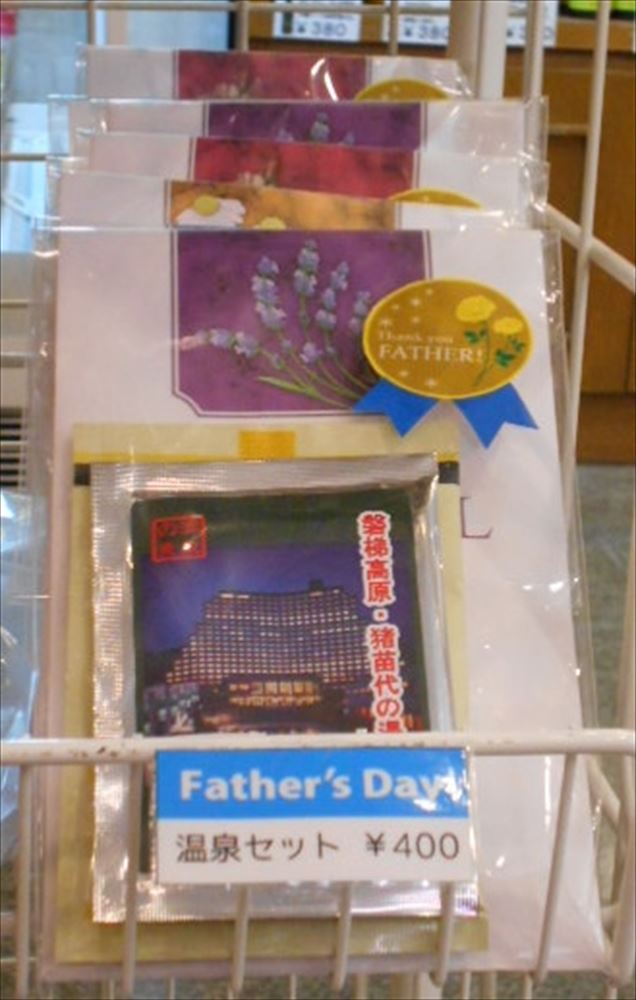 ¥380
¥380
Thank you
FATHER!
L
磐梯高原・猪苗代の湯
Father's Day
温泉セット ¥400